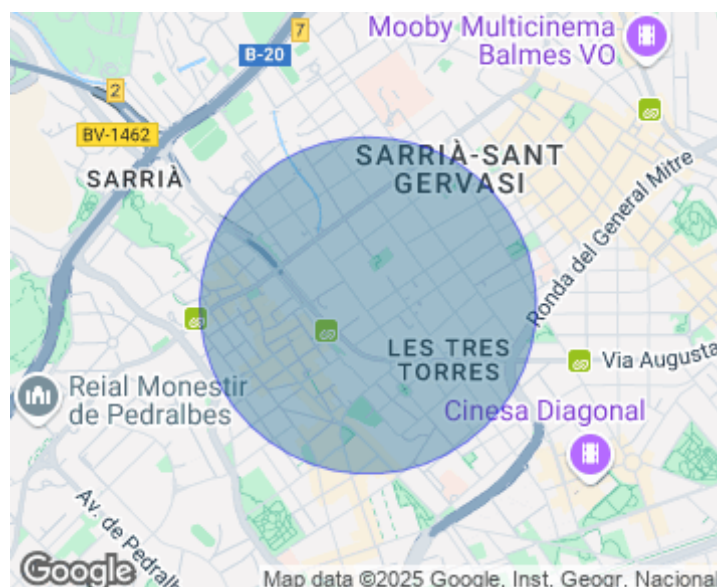 Mooby Multicinema
Balmes VO
7
B-20
2
BV-1462
SARRIÀ
SARRIÀ-SANT
GERVASI
Ronda del General Mitre
LES TRES
TORRES
Via Augusta
Reial Monestir
de Pedralbes
Cinesa Diagonal
Av. de Pedralbes
Google
Map data ©2025 Google, Inst. Geogr. Nacional